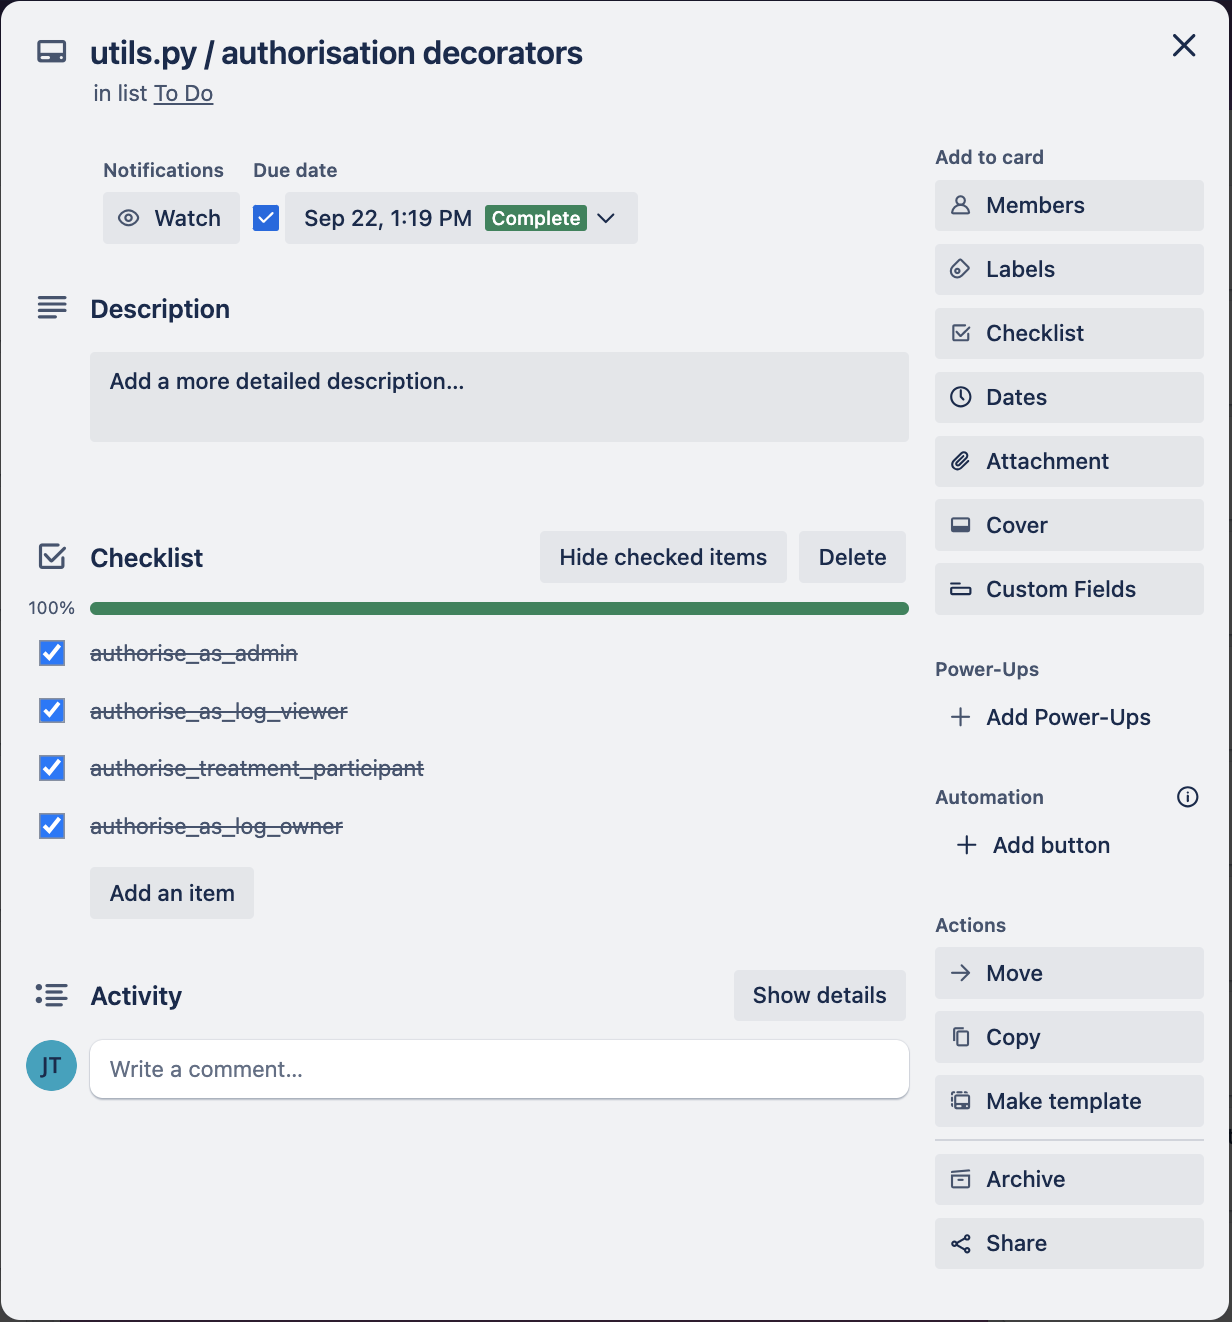 utils.py / authorisation decorators
in list To Do
Notifications
Due date
Watch
Sep 22, 1:19 PM Complete
Description
Add a more detailed description...
Checklist
Hide checked items
Delete
100%
authorise_as_admin
authorise_as_log_viewer
authorise_treatment_participant
authorise_as_log_owner
Add an item
Activity
Show details
JT
Write a comment...
Add to card
Members
Labels
Checklist
Dates
Attachment
Cover
Custom Fields
Power-Ups
Add Power-Ups
Automation
Add button
Actions
Move
Copy
Make template
Archive
Share